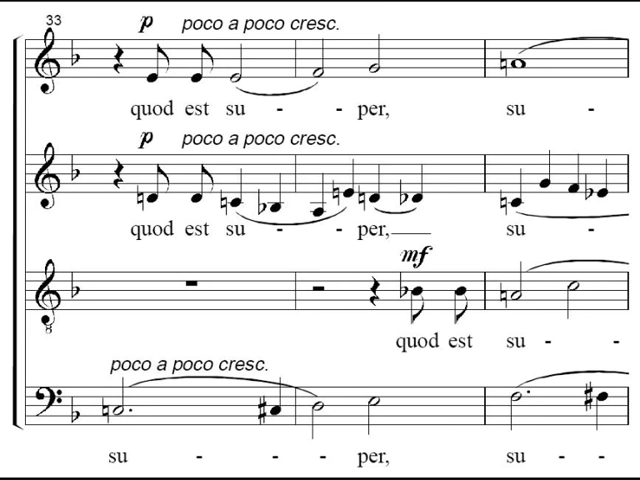 33 p poco a poco cresc.
quod est su - - per, su -
p poco a poco cresc.
quod est su - - per, su -
mf
quod est su - -
8
poco a poco cresc.
su - - - per, su - -